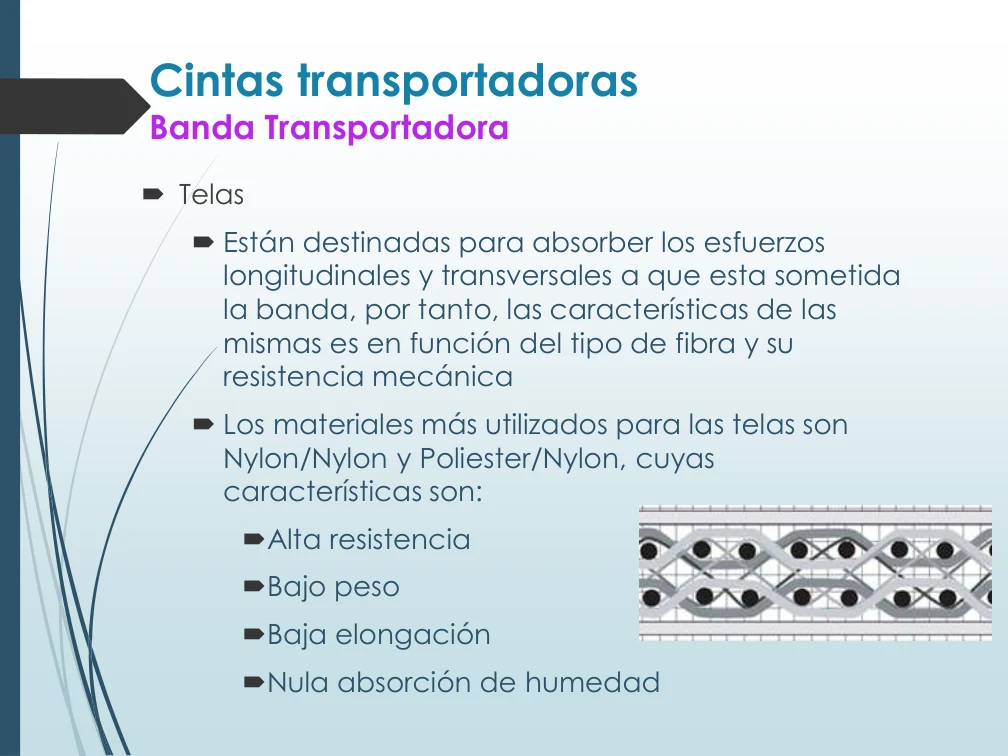 Cintas transportadoras
Banda Transportadora
Telas
Están destinadas para absorber los esfuerzos
longitudinales y transversales a que esta sometida
la banda, por tanto, las características de las
mismas es en función del tipo de fibra y su
resistencia mecánica
Los materiales más utilizados para las telas son
Nylon/Nylon y Poliester/Nylon, cuyas
características son:
Alta resistencia
Bajo peso
Baja elongación
Nula absorción de humedad